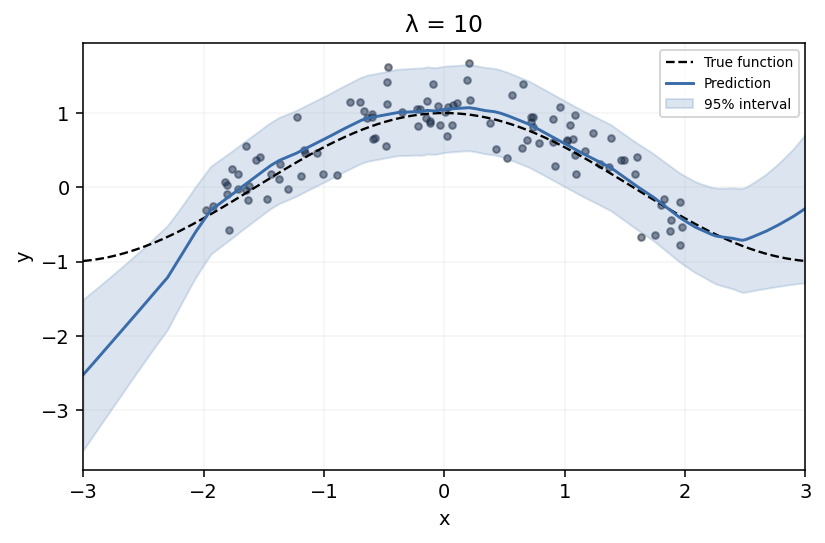 λ = 10
True function
Prediction
95% interval
y
1
0
−1
−2
−3
−3 −2 −1 0 1 2 3
x